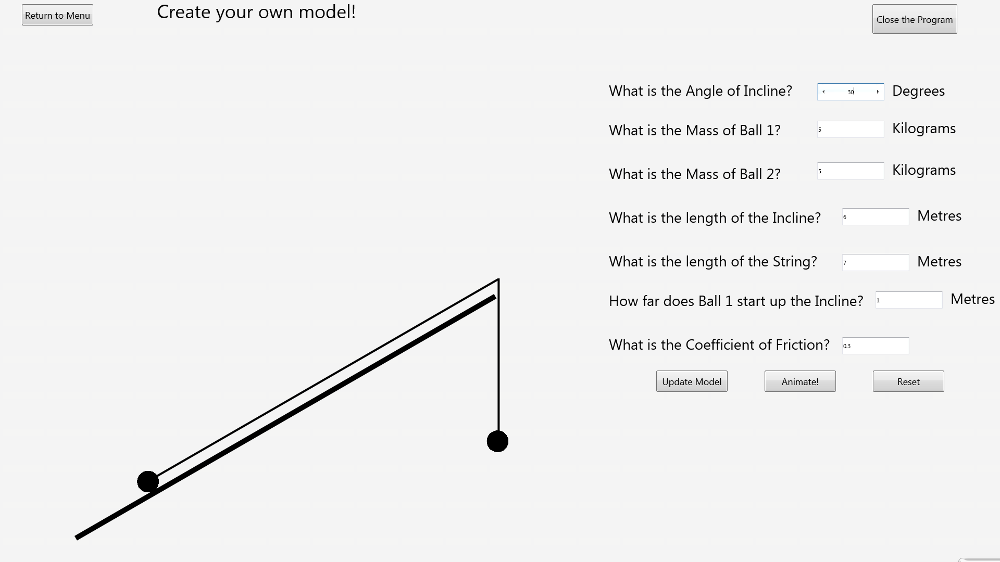 Return to Menu
Create your own model!
Close the Program
What is the Angle of Incline? 30 Degrees
What is the Mass of Ball 1? 5 Kilograms
What is the Mass of Ball 2? 5 Kilograms
What is the length of the Incline? 6 Metres
What is the length of the String? 7 Metres
How far does Ball 1 start up the Incline? 1 Metres
What is the Coefficient of Friction? 0.3
Update Model
Animate!
Reset